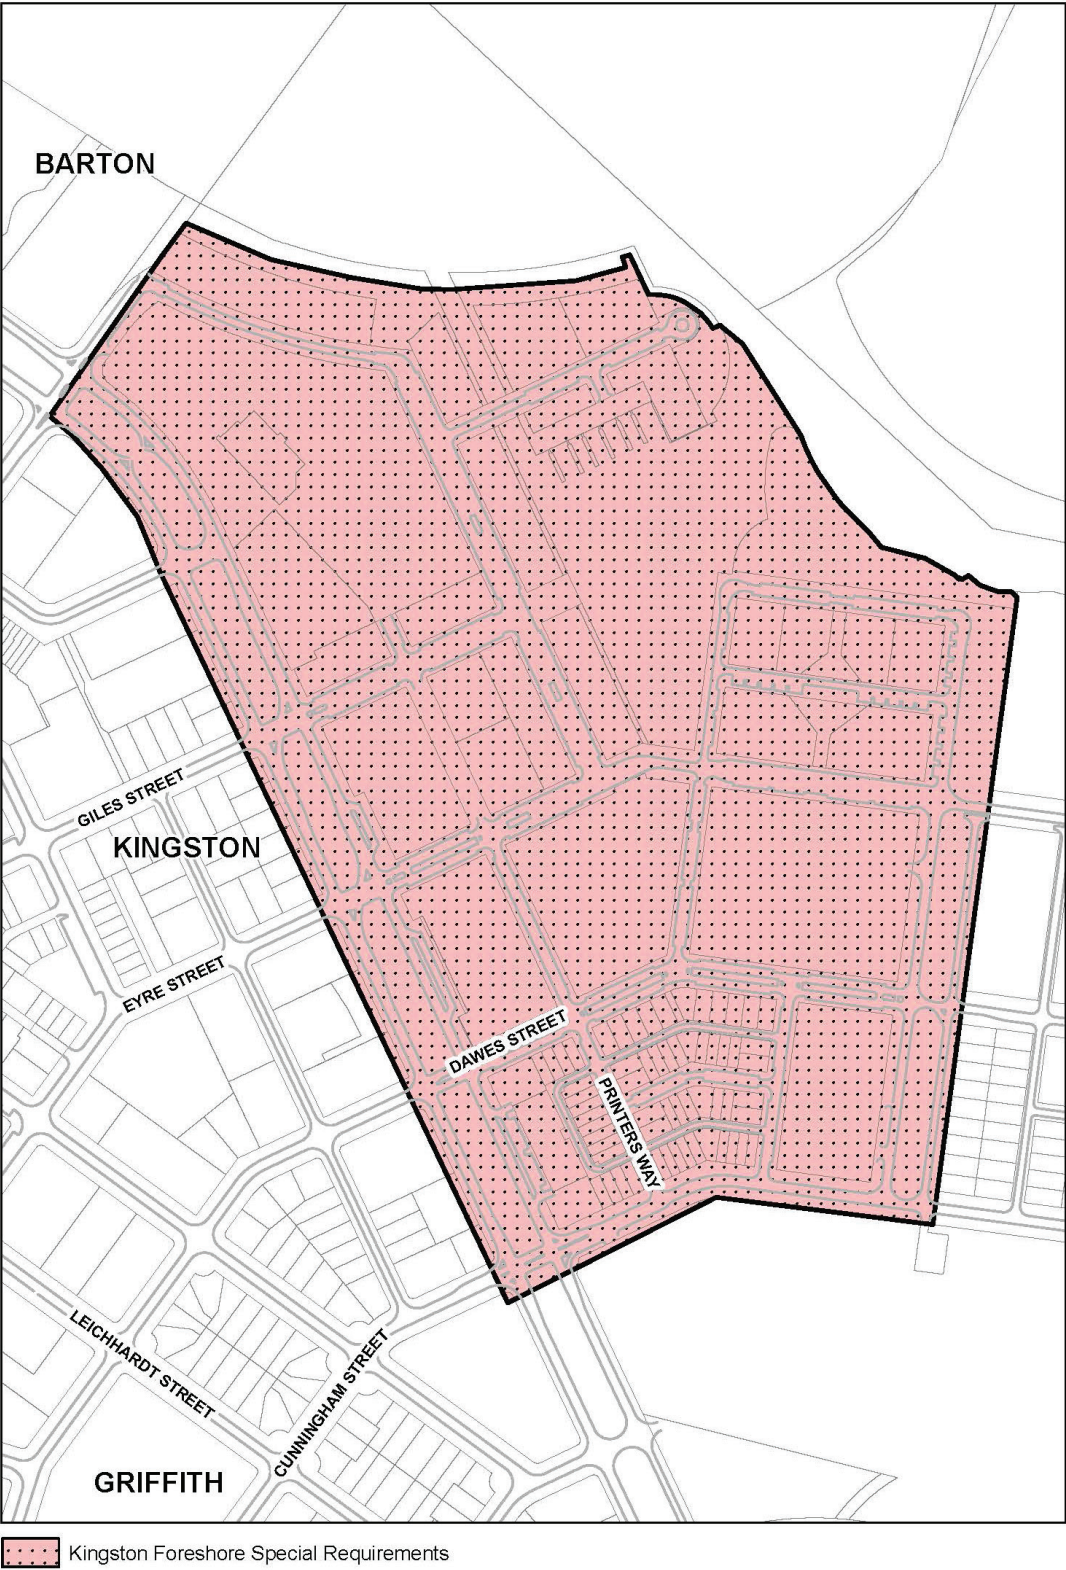 BARTON
GILES STREET
KINGSTON
EYRE STREET
DAWES STREET
PRINTERS WAY
LEICHHARDT STREET
CUNNINGHAM STREET
GRIFFITH
Kingston Foreshore Special Requirements